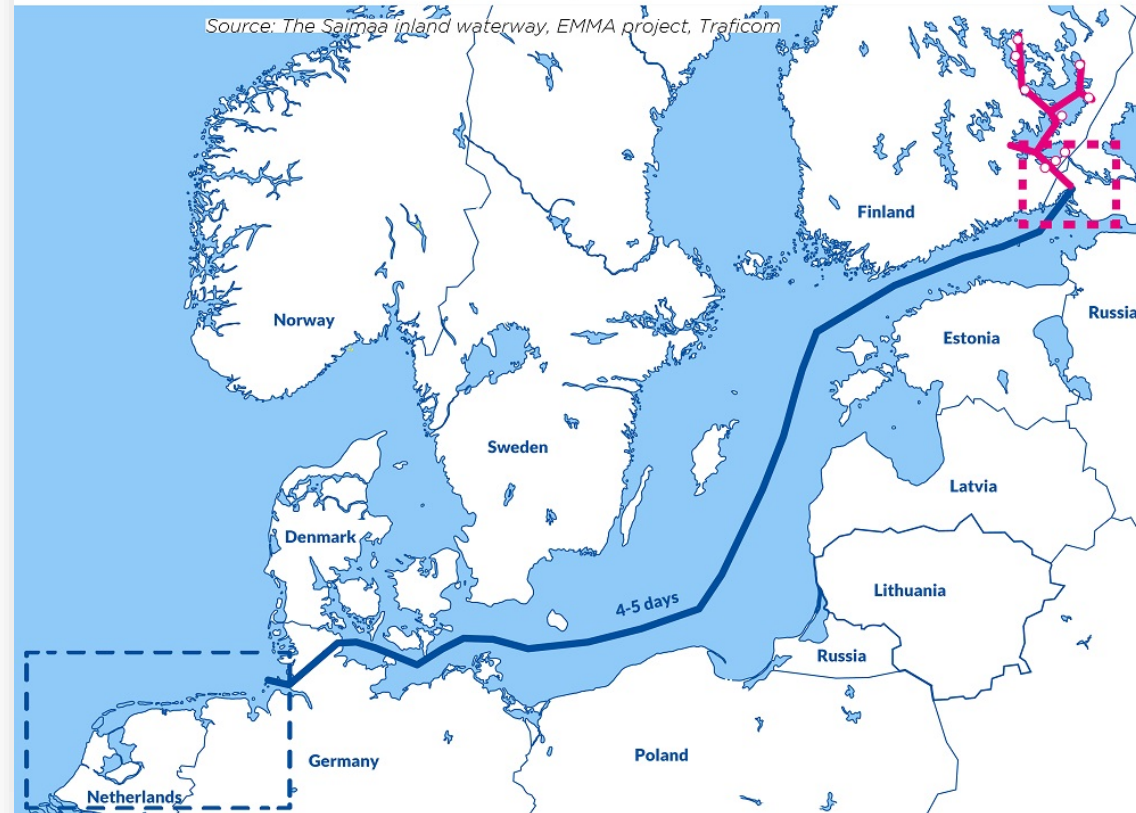 Source: The Saimaa inland waterway, EMMA project, Traficom
Finland
Norway
Russia
Estonia
Sweden
Latvia
Denmark
Lithuania
4-5 days
Russia
Poland
Germany
Netherlands